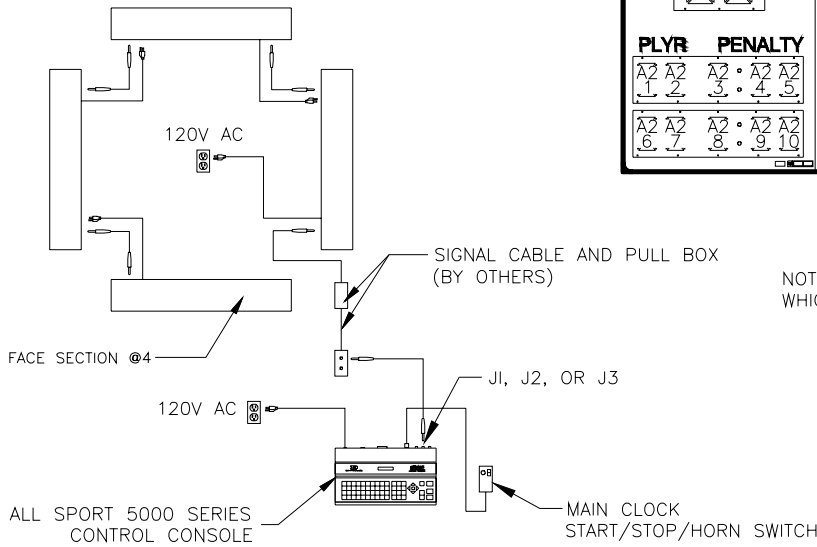 PLYR PENALTY
A2 A2 A2 A2 A2
1 2 3 4 5
A2 A2 A2 A2 A2
6 7 8 9 10
120V AC
SIGNAL CABLE AND PULL BOX
(BY OTHERS)
NOT
WHIC
FACE SECTION @4
J1, J2, OR J3
120V AC
ALL SPORT 5000 SERIES
CONTROL CONSOLE
MAIN CLOCK
START/STOP/HORN SWITCH